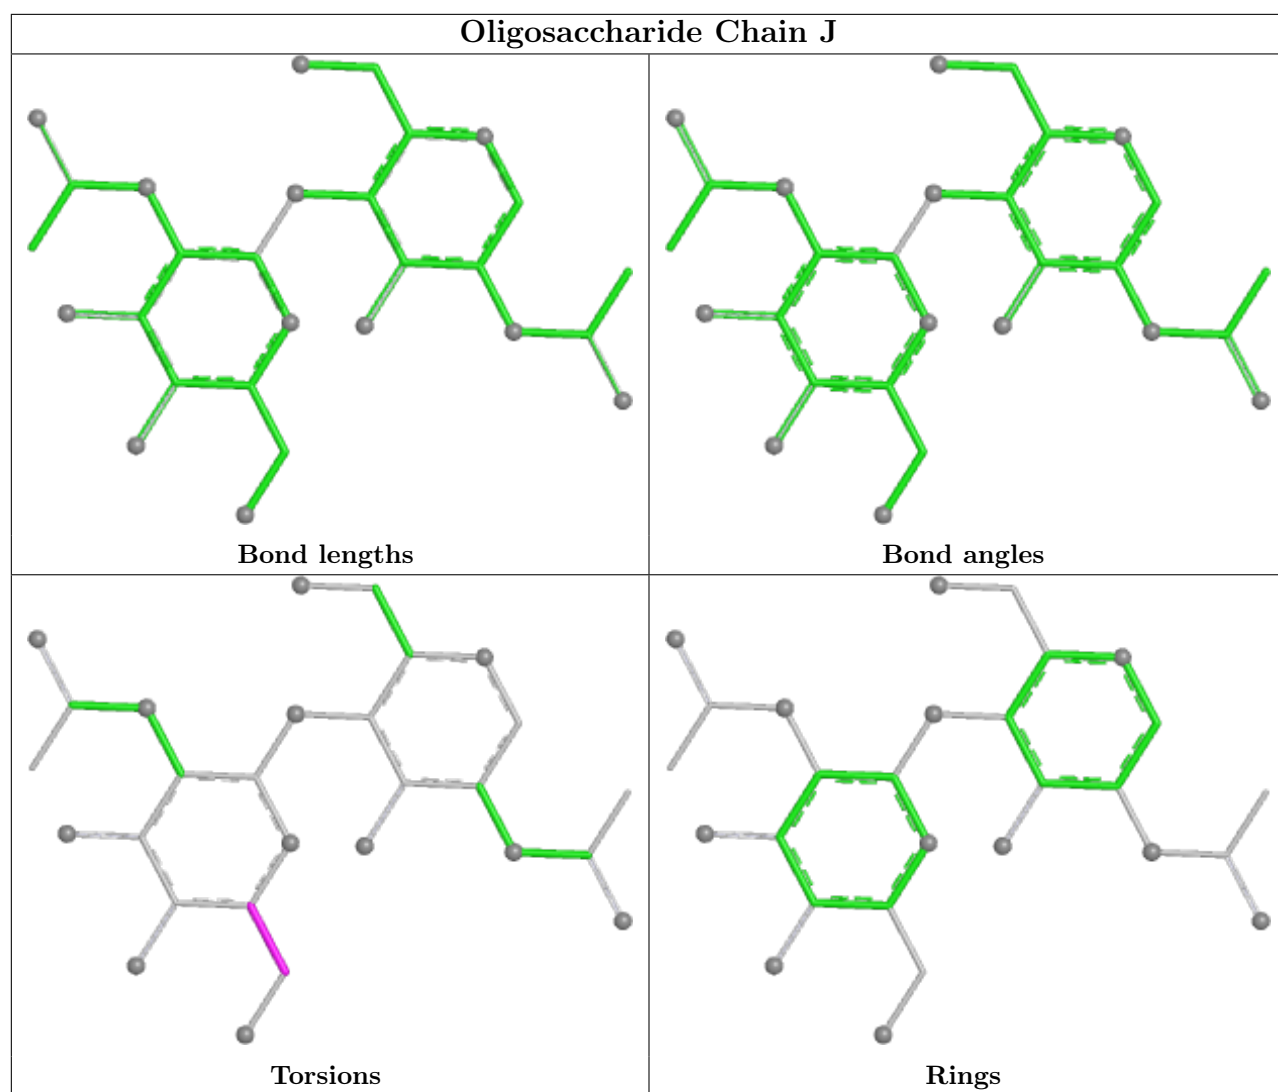 Oligosaccharide Chain J
Bond lengths
Bond angles
Torsions
Rings